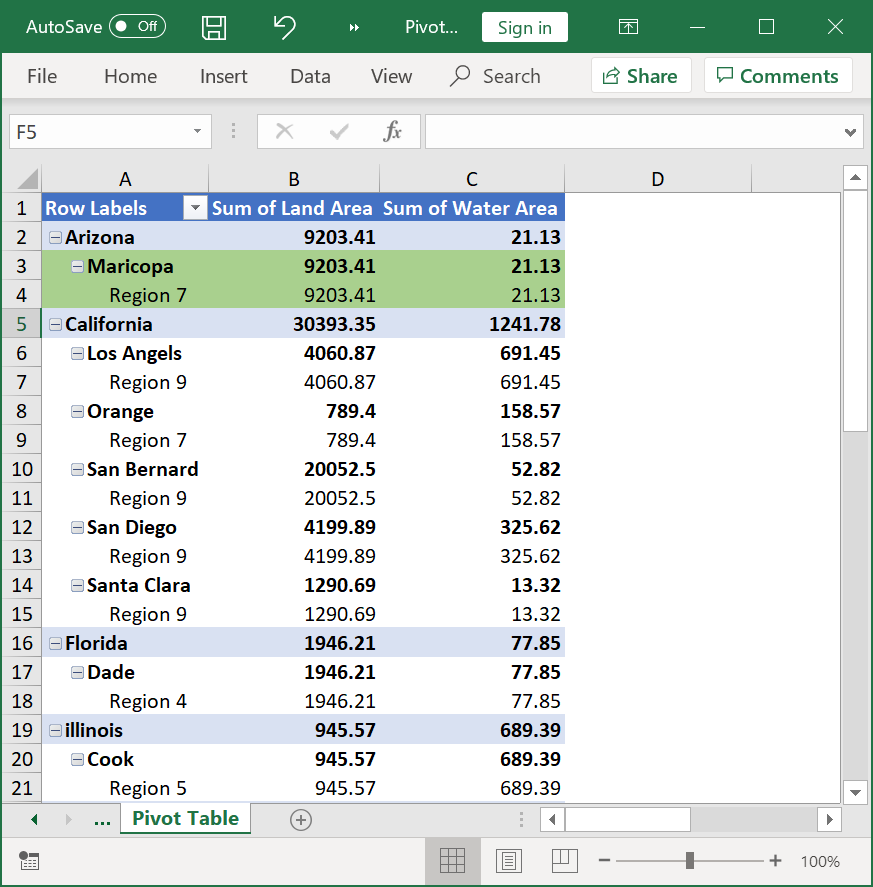 AutoSave Off Pivot... Sign in
File Home Insert Data View Search Share Comments
F5 fx
A B C D
1 Row Labels Sum of Land Area Sum of Water Area
2 Arizona 9203.41 21.13
3 Maricopa 9203.41 21.13
4 Region 7 9203.41 21.13
5 California 30393.35 1241.78
6 Los Angels 4060.87 691.45
7 Region 9 4060.87 691.45
8 Orange 789.4 158.57
9 Region 7 789.4 158.57
10 San Bernard 20052.5 52.82
11 Region 9 20052.5 52.82
12 San Diego 4199.89 325.62
13 Region 9 4199.89 325.62
14 Santa Clara 1290.69 13.32
15 Region 9 1290.69 13.32
16 Florida 1946.21 77.85
17 Dade 1946.21 77.85
18 Region 4 1946.21 77.85
19 illinois 945.57 689.39
20 Cook 945.57 689.39
21 Region 5 945.57 689.39
... Pivot Table
100%